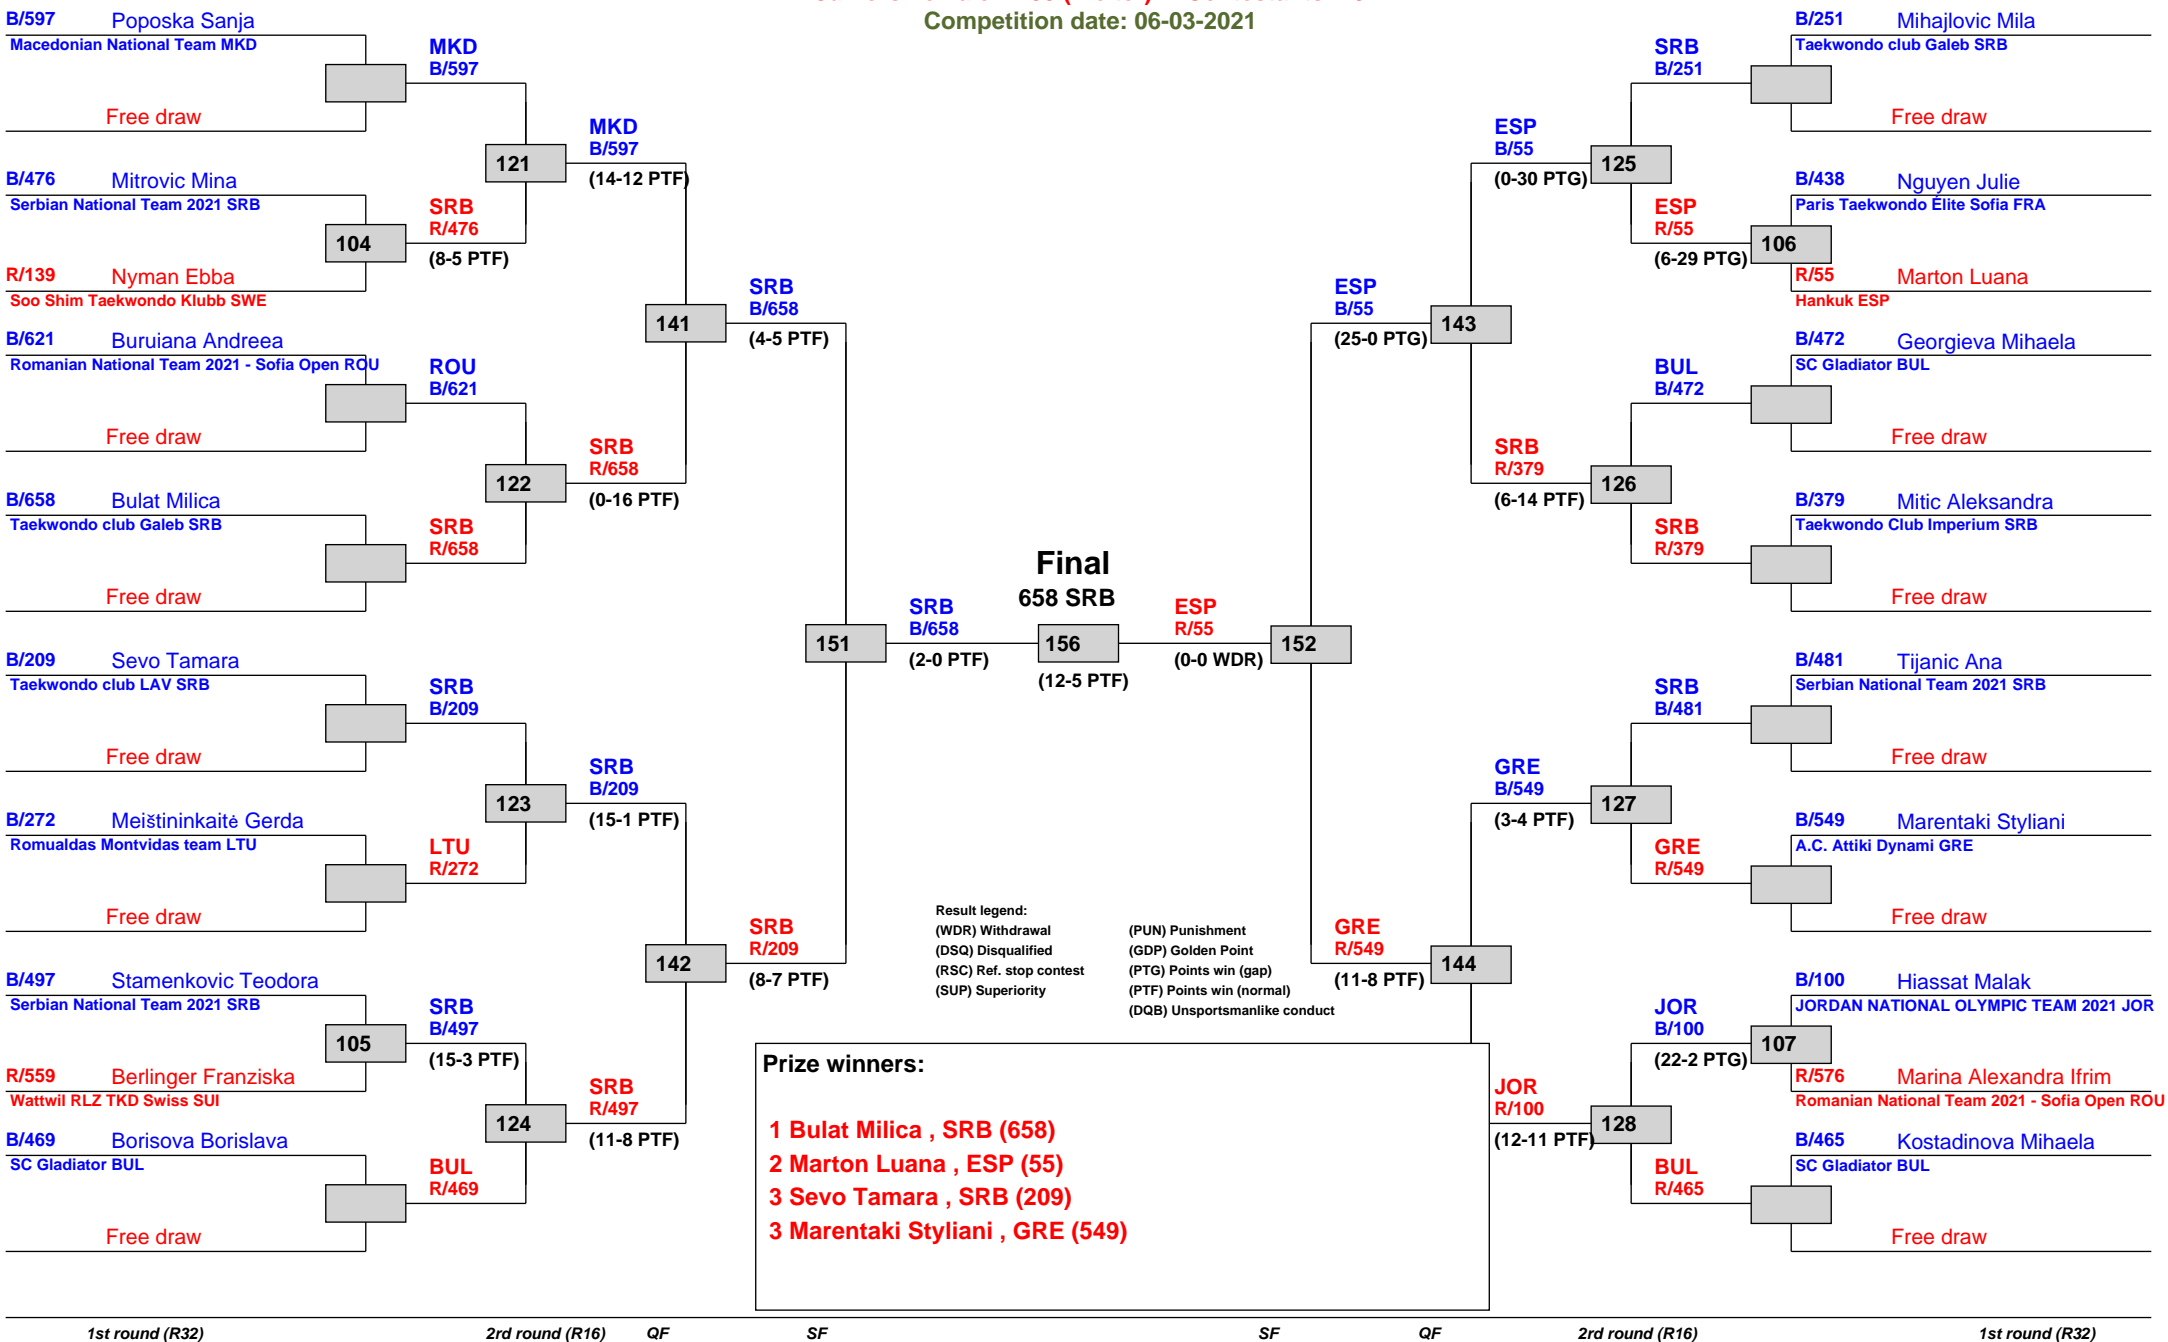 Competition date: 06-03-2021
B/597 Poposka Sanja
Macedonian National Team MKD
Free draw
B/476 Mitrovic Mina
Serbian National Team 2021 SRB
R/139 Nyman Ebba
Soo Shim Taekwondo Klubb SWE
B/621 Buruiana Andreea
Romanian National Team 2021 - Sofia Open ROU
Free draw
B/658 Bulat Milica
Taekwondo club Galeb SRB
Free draw
B/209 Sevo Tamara
Taekwondo club LAV SRB
Free draw
B/272 Meištininkaitė Gerda
Romualdas Montvidas team LTU
Free draw
B/497 Stamenkovic Teodora
Serbian National Team 2021 SRB
R/559 Berlinger Franziska
Wattwil RLZ TKD Swiss SUI
B/469 Borisova Borislava
SC Gladiator BUL
Free draw
104
105
MKD
B/597
SRB
R/476
(8-5 PTF)
ROU
B/621
SRB
R/658
SRB
B/209
LTU
R/272
SRB
B/497
(15-3 PTF)
BUL
R/469
121
122
123
124
MKD
B/597
(14-12 PTF)
SRB
R/658
(0-16 PTF)
SRB
B/209
(15-1 PTF)
SRB
R/497
(11-8 PTF)
141
142
SRB
B/658
(4-5 PTF)
SRB
R/209
(8-7 PTF)
151
SRB
B/658
(2-0 PTF)
Final
658 SRB
156
(12-5 PTF)
ESP
R/55
(0-0 WDR)
152
ESP
B/55
(25-0 PTG)
GRE
R/549
(11-8 PTF)
143
144
ESP
B/55
(0-30 PTG)
SRB
R/379
(6-14 PTF)
GRE
B/549
(3-4 PTF)
JOR
R/100
(12-11 PTF)
125
126
127
128
SRB
B/251
ESP
R/55
(6-29 PTG)
BUL
B/472
SRB
R/379
SRB
B/481
GRE
R/549
JOR
B/100
(22-2 PTG)
BUL
R/465
106
107
B/251 Mihajlovic Mila
Taekwondo club Galeb SRB
Free draw
B/438 Nguyen Julie
Paris Taekwondo Élite Sofia FRA
R/55 Marton Luana
Hankuk ESP
B/472 Georgieva Mihaela
SC Gladiator BUL
Free draw
B/379 Mitic Aleksandra
Taekwondo Club Imperium SRB
Free draw
B/481 Tijanic Ana
Serbian National Team 2021 SRB
Free draw
B/549 Marentaki Styliani
A.C. Attiki Dynami GRE
Free draw
B/100 Hiassat Malak
JORDAN NATIONAL OLYMPIC TEAM 2021 JOR
R/576 Marina Alexandra Ifrim
Romanian National Team 2021 - Sofia Open ROU
B/465 Kostadinova Mihaela
SC Gladiator BUL
Free draw
Result legend:
(WDR) Withdrawal
(DSQ) Disqualified
(RSC) Ref. stop contest
(SUP) Superiority
(PUN) Punishment
(GDP) Golden Point
(PTG) Points win (gap)
(PTF) Points win (normal)
(DQB) Unsportsmanlike conduct
Prize winners:
1 Bulat Milica , SRB (658)
2 Marton Luana , ESP (55)
3 Sevo Tamara , SRB (209)
3 Marentaki Styliani , GRE (549)
1st round (R32) 2rd round (R16) QF SF SF QF 2rd round (R16) 1st round (R32)